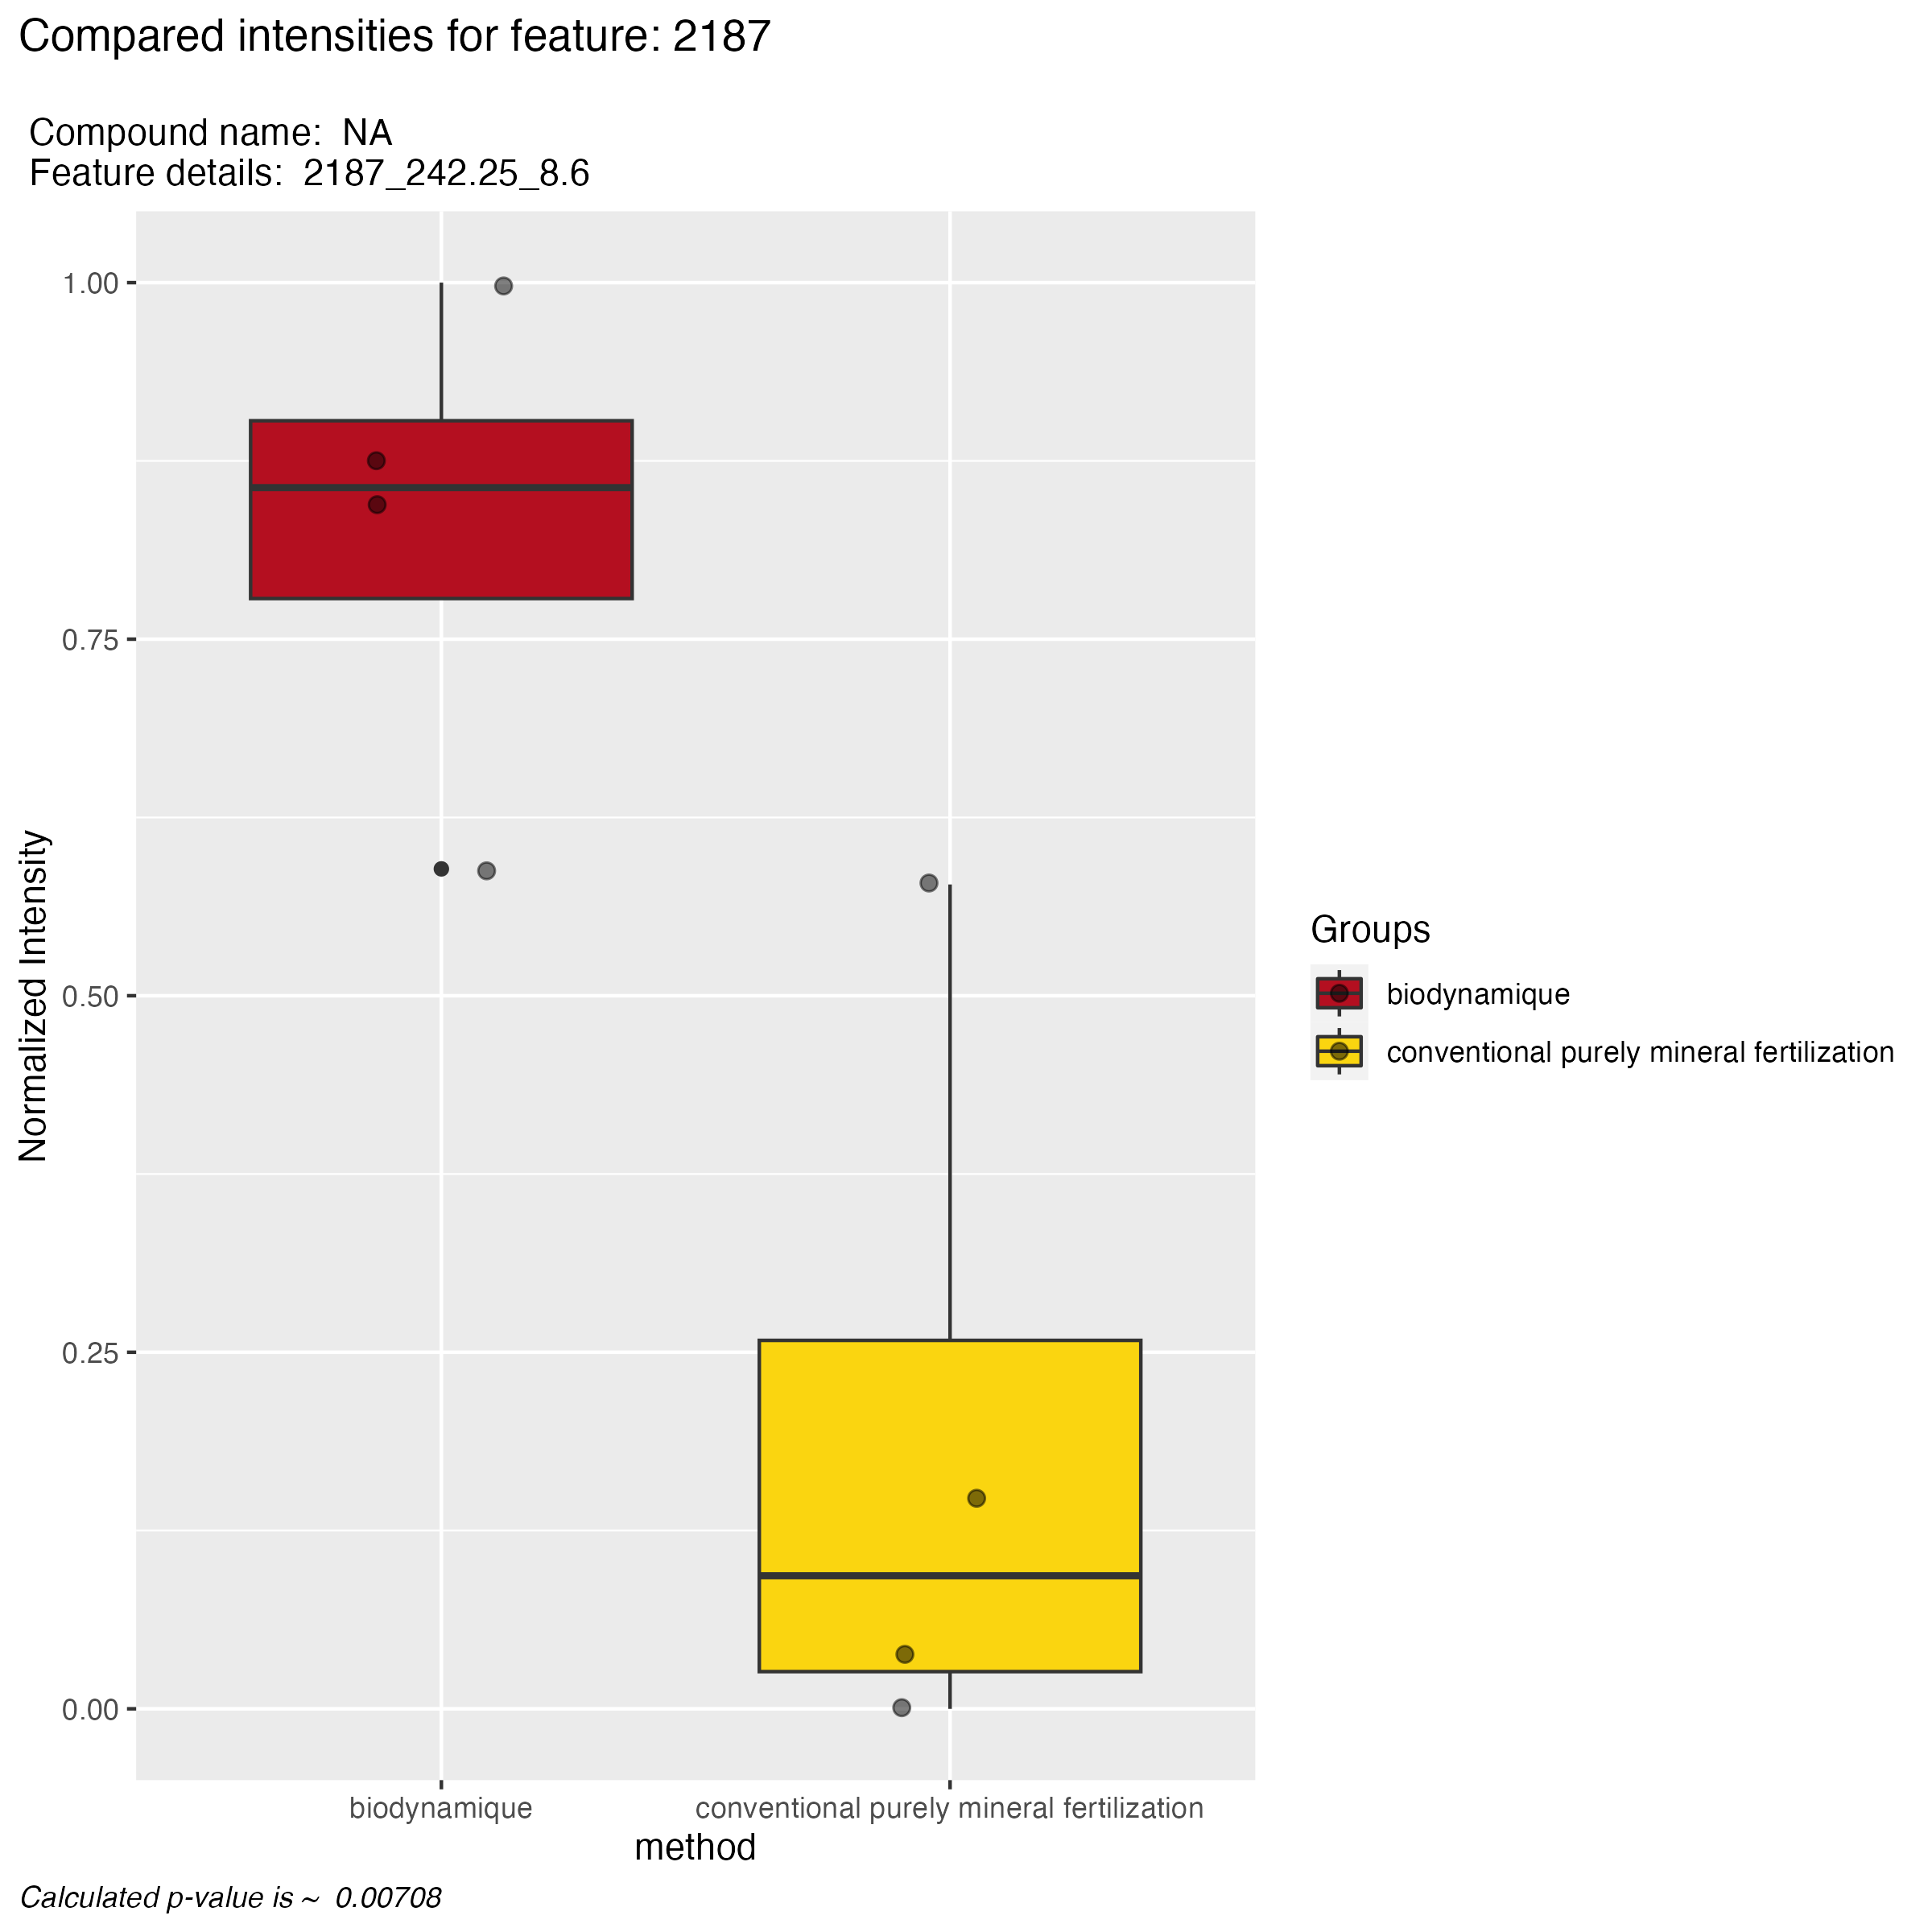 Compared intensities for feature: 2187
Compound name: NA
Feature details: 2187_242.25_8.6
1.00
0.75
0.50
0.25
0.00
Normalized Intensity
biodynamique
conventional purely mineral fertilization
method
Groups
biodynamique
conventional purely mineral fertilization
Calculated p-value is ~ 0.00708